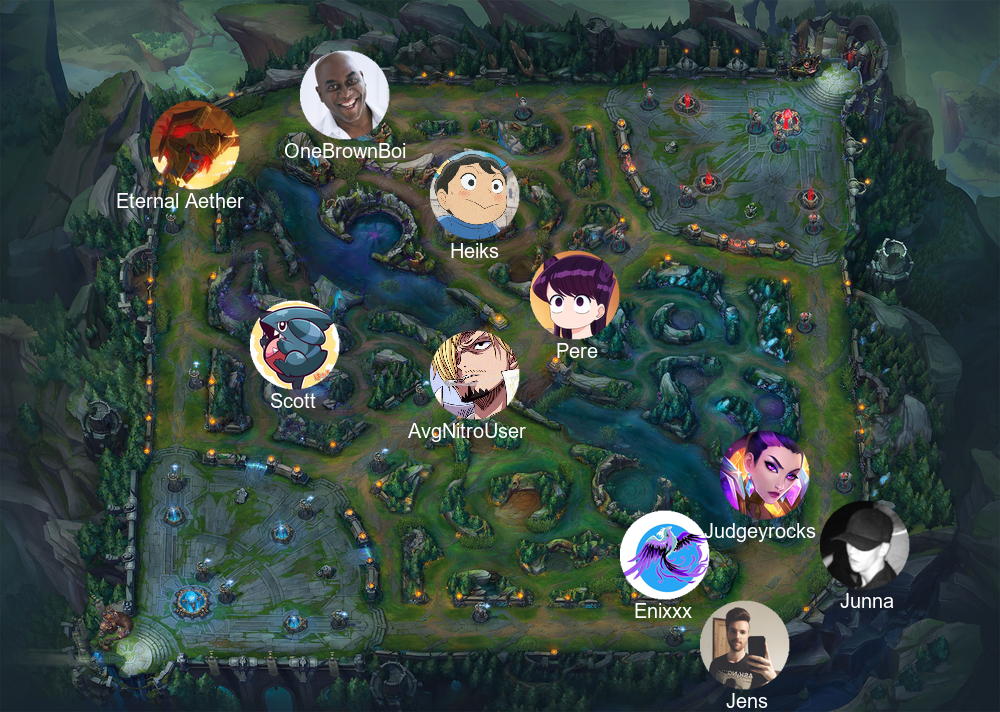 OneBrownBoi
Eternal Aether
Heiks
Pere
Scott
AvgNitroUser
Judgeyrocks
Enixxx
Junna
Jens